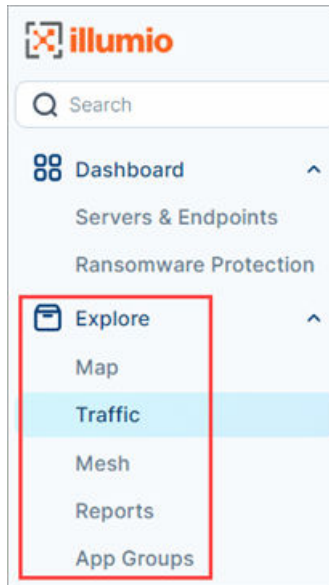 illumio
Search
Dashboard
Servers & Endpoints
Ransomware Protection
Explore
Map
Traffic
Mesh
Reports
App Groups